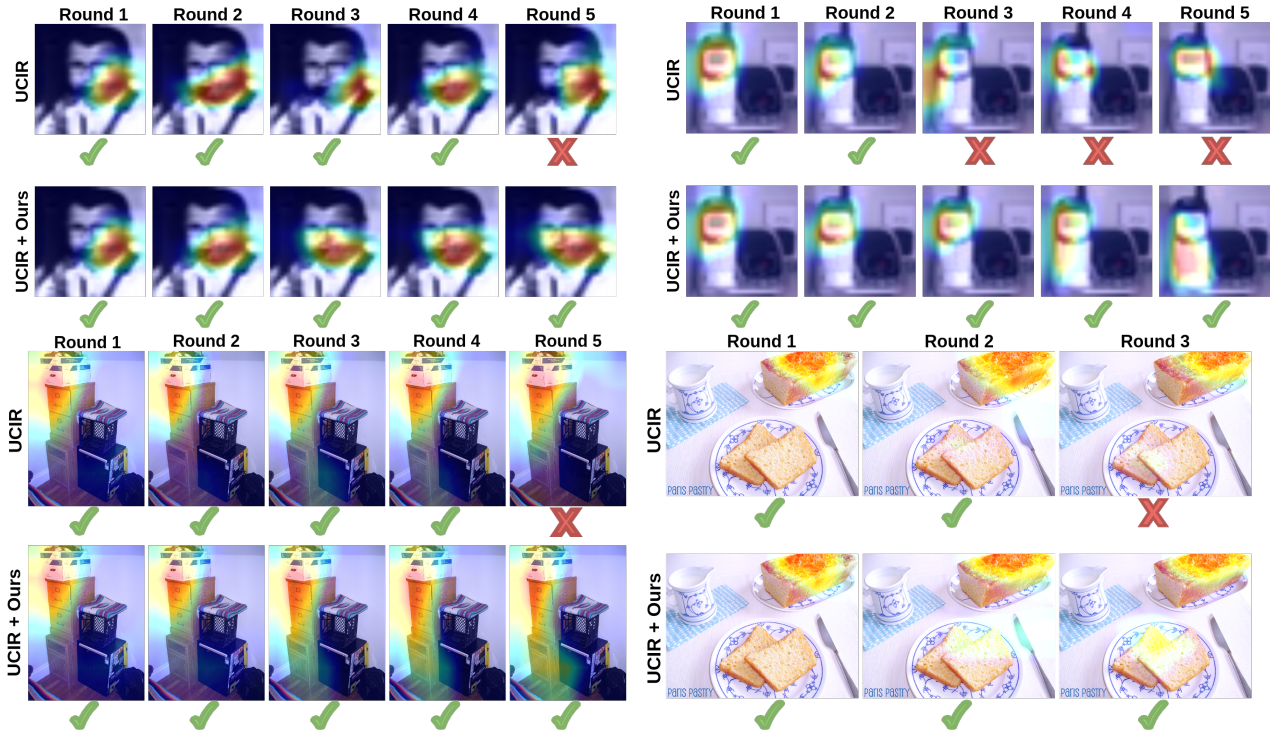 Round 1 Round 2 Round 3 Round 4 Round 5
UCIR
UCIR + Ours
Round 1 Round 2 Round 3 Round 4 Round 5
UCIR
UCIR + Ours
Round 1 Round 2 Round 3 Round 4 Round 5
UCIR
UCIR + Ours
Round 1 Round 2 Round 3
UCIR
PARIS PASTRY PARIS PASTRY PARIS PASTRY
UCIR + Ours
PARIS PASTRY PARIS PASTRY PARIS PASTRY